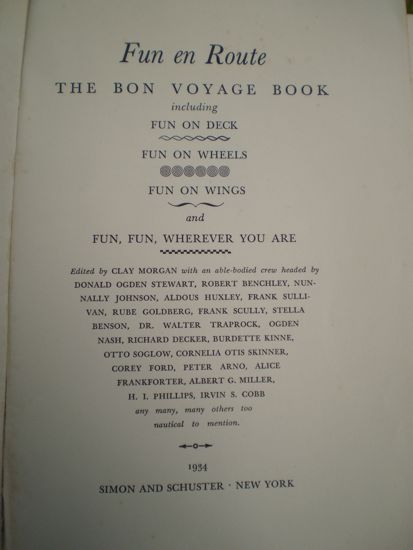 Fun en Route
THE BON VOYAGE BOOK
including
FUN ON DECK
FUN ON WHEELS
FUN ON WINGS
and
FUN, FUN, WHEREVER YOU ARE
Edited by CLAY MORGAN with an able-bodied crew headed by
DONALD OGDEN STEWART, ROBERT BENCHLEY, NUN-
NALLY JOHNSON, ALDOUS HUXLEY, FRANK SULLI-
VAN, RUBE GOLDBERG, FRANK SCULLY, STELLA
BENSON, DR. WALTER TRAPROCK, OGDEN
NASH, RICHARD DECKER, BURDETTE KINNE,
OTTO SOGLOW, CORNELIA OTIS SKINNER,
COREY FORD, PETER ARNO, ALICE
FRANKFORTER, ALBERT G. MILLER,
H. I. PHILLIPS, IRVIN S. COBB
any many, many others too
nautical to mention.
1934
SIMON AND SCHUSTER · NEW YORK